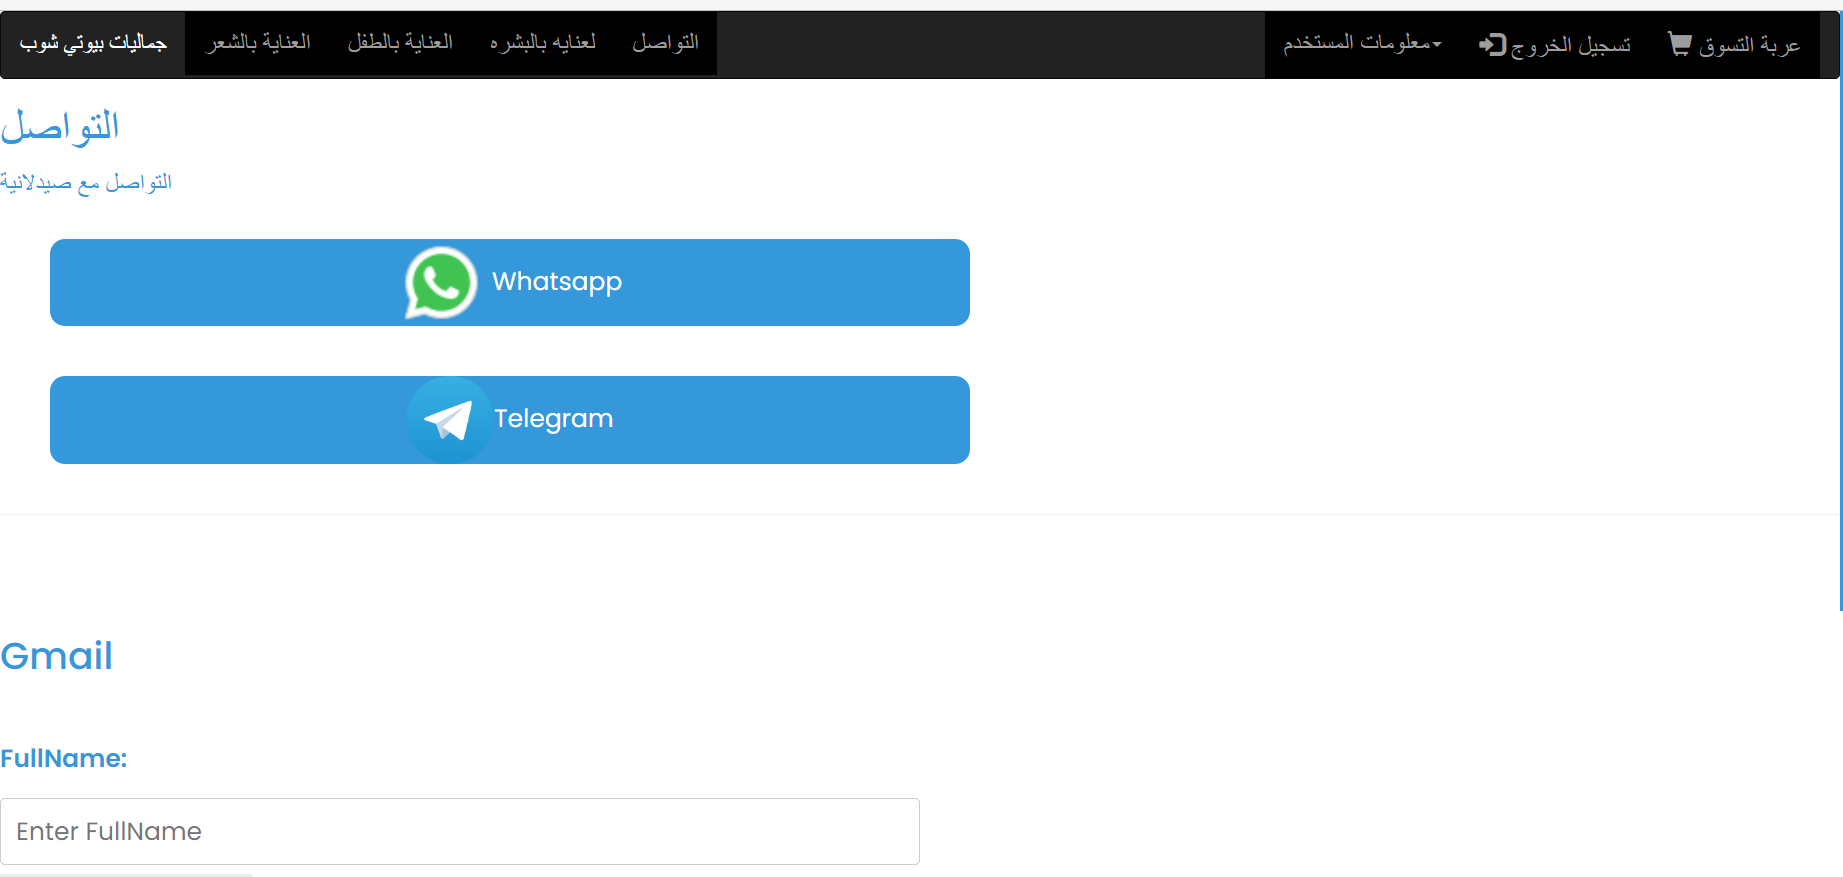 جماليات بيوتي شوب
العناية بالشعر
العناية بالطفل
لعنايه بالبشره
التواصل
معلومات المستخدم
تسجيل الخروج
عربة التسوق
التواصل
التواصل مع صيدلانية
Whatsapp
Telegram
Gmail
FullName:
Enter FullName